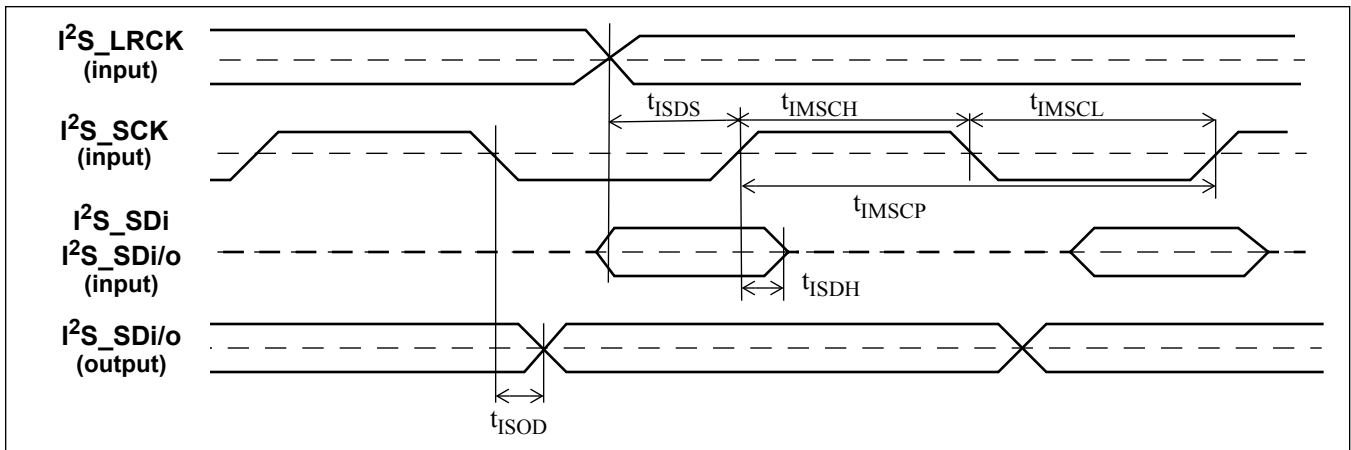 I²S_LRCK
(input)
tISDS
tIMSCH
tIMSCL
I²S_SCK
(input)
tIMSCP
I²S_SDi
I²S_SDi/o
(input)
tISDH
I²S_SDi/o
(output)
tISOD